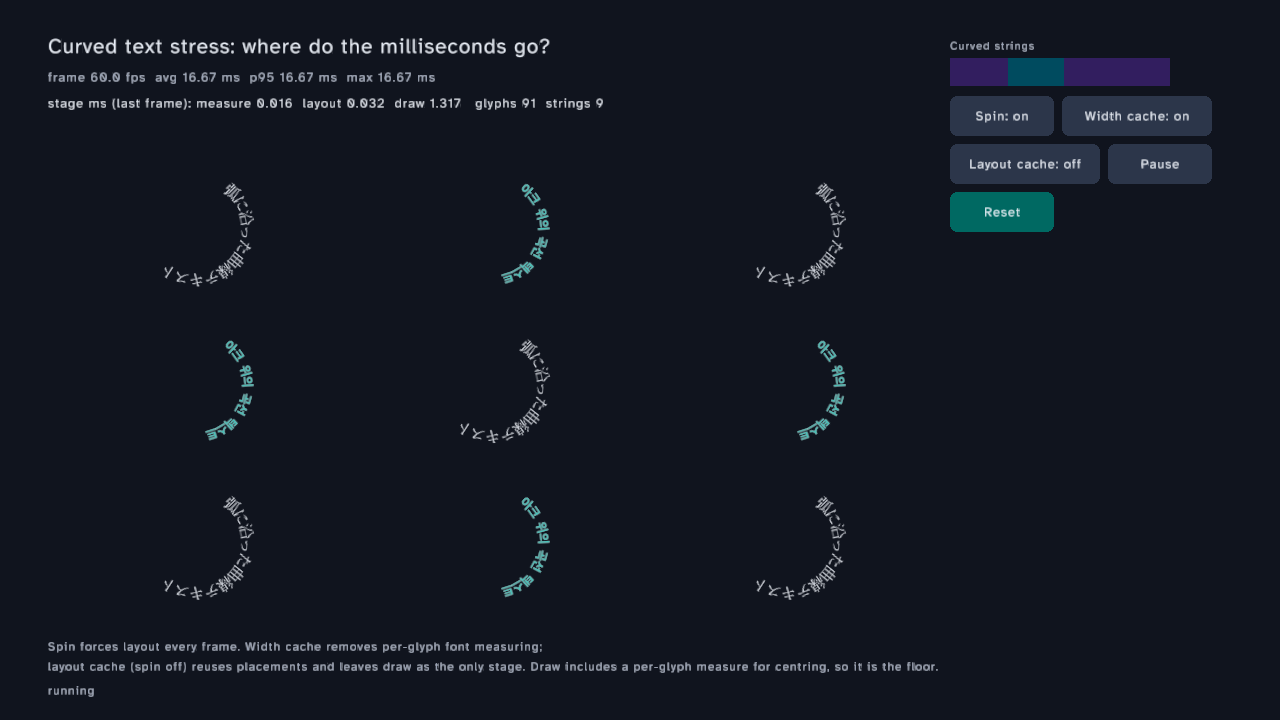 Curved text stress: where do the milliseconds go?
frame 60.0 fps avg 16.67 ms p95 16.67 ms max 16.67 ms
stage ms (last frame): measure 0.016 layout 0.032 draw 1.317 glyphs 91 strings 9
Curved strings
Spin: on
Width cache: on
Layout cache: off
Pause
Reset
弧に沿った曲線テキスト
호 위의 곡선 텍스트
弧に沿った曲線テキスト
호 위의 곡선 텍스트
弧に沿った曲線テキスト
호 위의 곡선 텍스트
弧に沿った曲線テキスト
호 위의 곡선 텍스트
弧に沿った曲線テキスト
Spin forces layout every frame. Width cache removes per-glyph font measuring;
layout cache (spin off) reuses placements and leaves draw as the only stage. Draw includes a per-glyph measure for centring, so it is the floor.
running